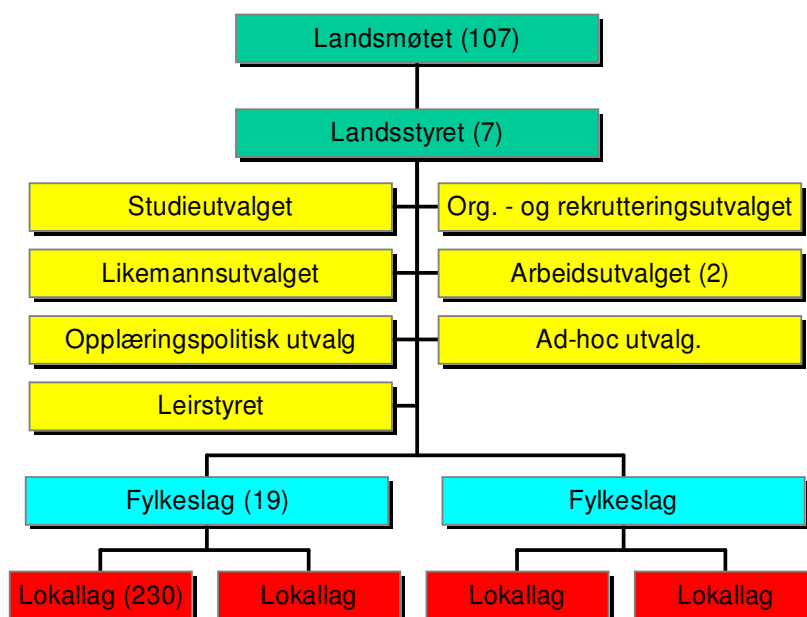 Landsmøtet (107)
Landsstyret (7)
Studieutvalget
Org. - og rekrutteringsutvalget
Likemannsutvalget
Arbeidsutvalget (2)
Opplæringspolitisk utvalg
Ad-hoc utvalg.
Leirstyret
Fylkeslag (19)
Fylkeslag
Lokallag (230)
Lokallag
Lokallag
Lokallag